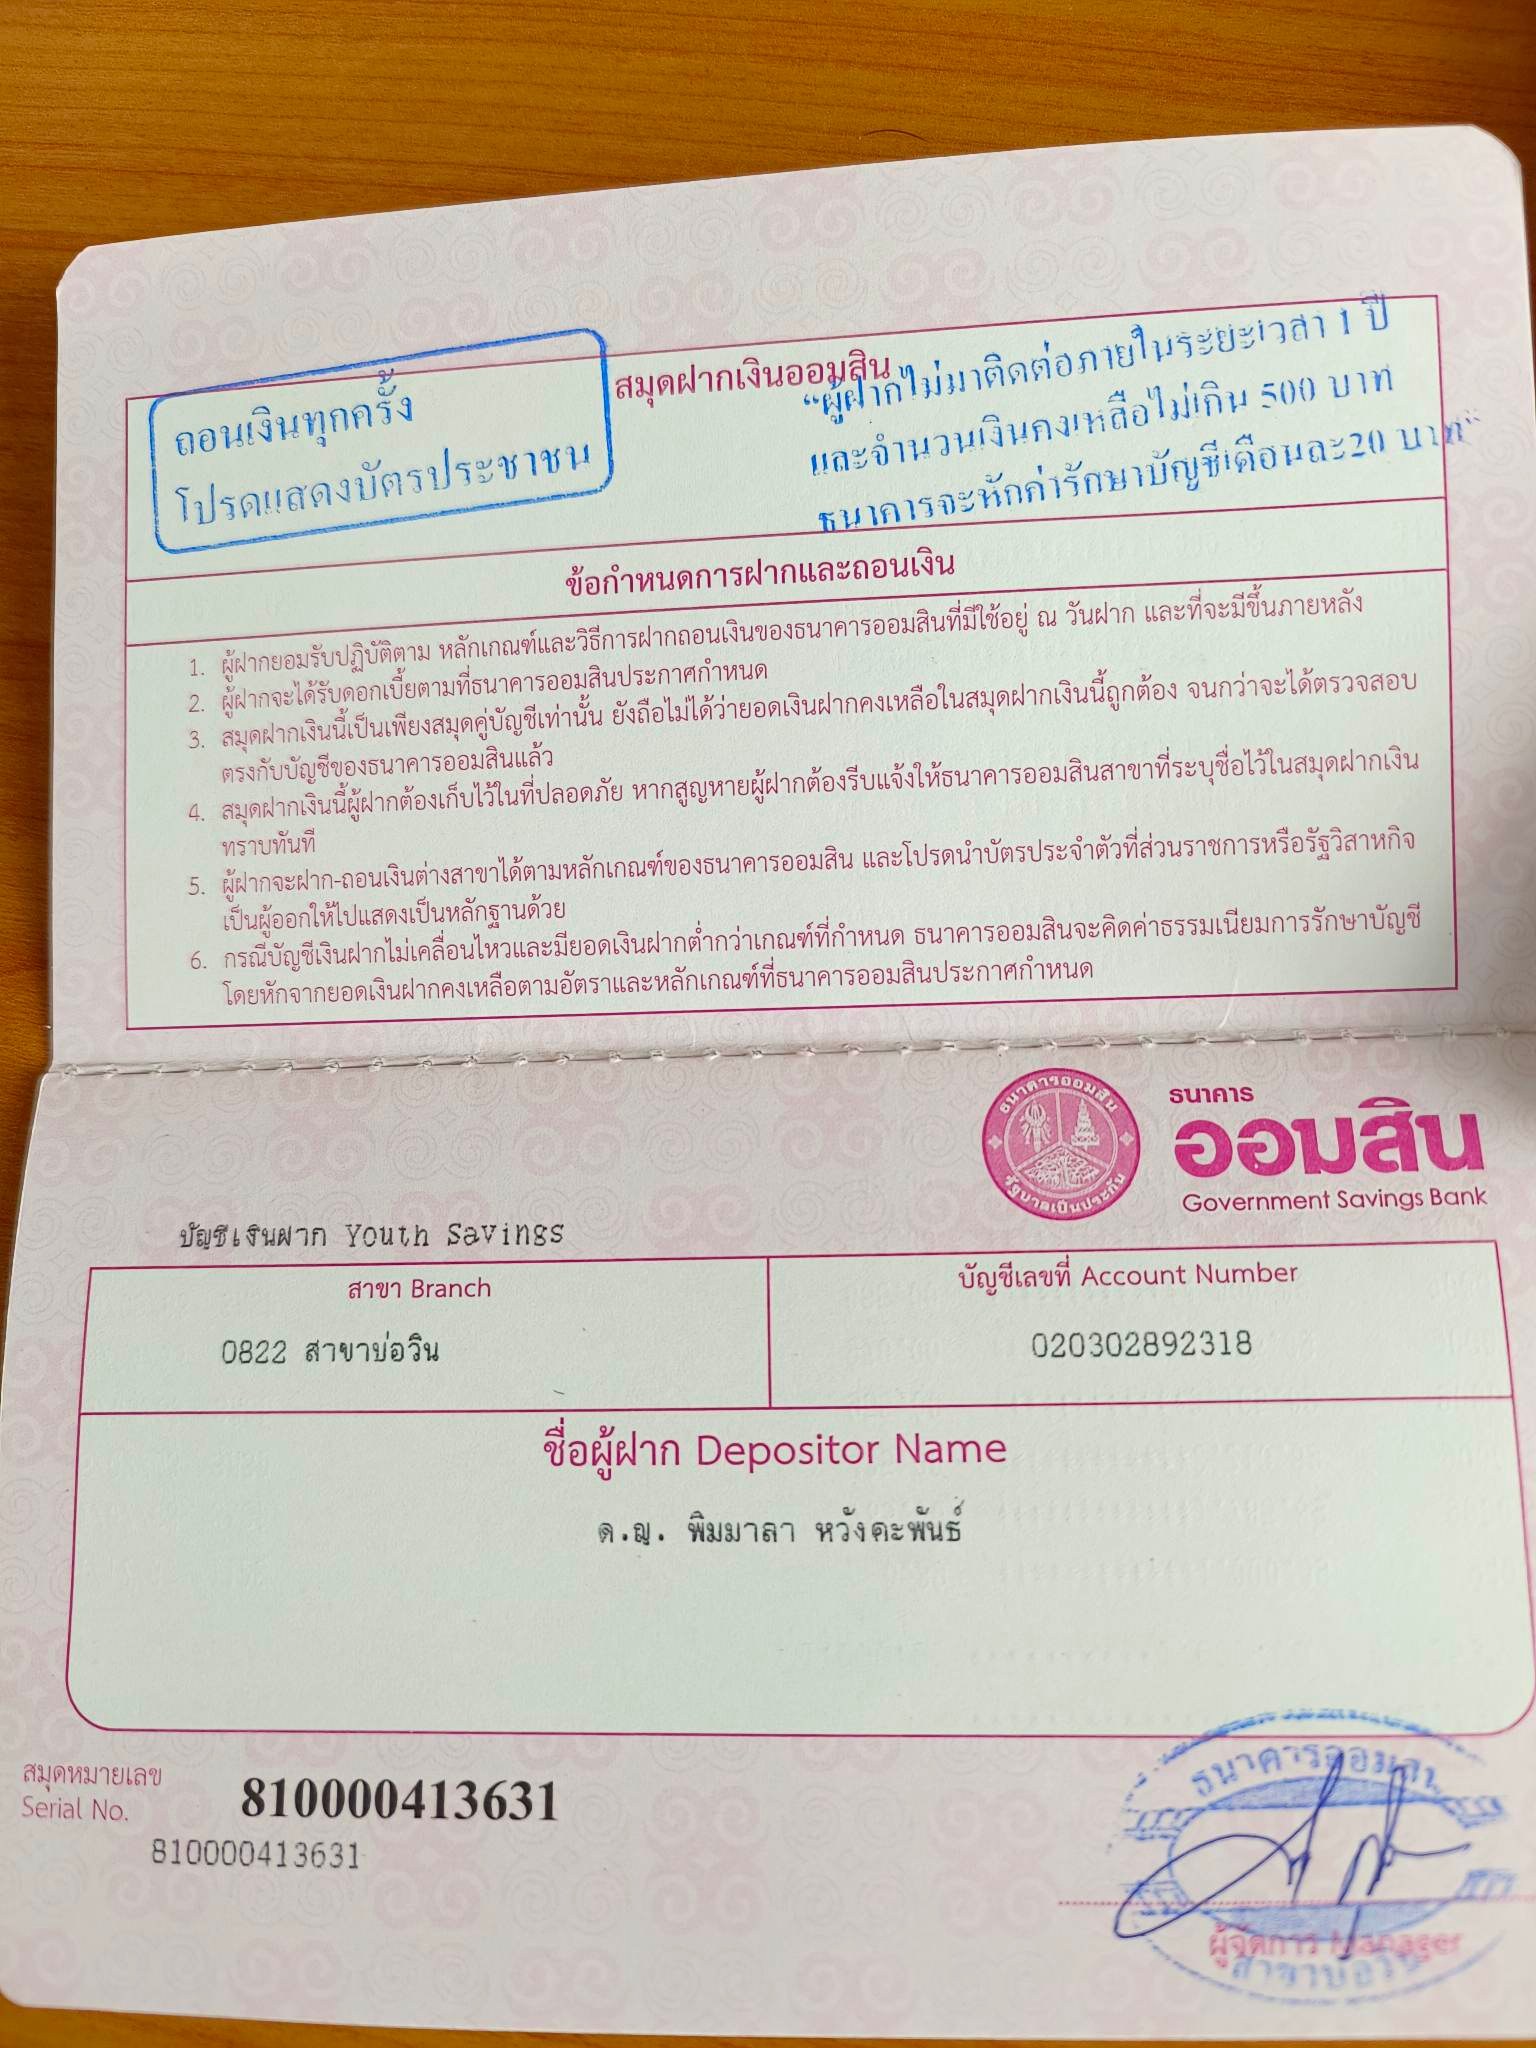 สมุดฝากเงินออมสิน
ถอนเงินทุกครั้ง
โปรดแสดงบัตรประชาชน
“ผู้ฝากไม่มาติดต่อภายในระยะเวลา 1 ปี
และจำนวนเงินคงเหลือไม่เกิน 500 บาท
ธนาคารจะหักค่ารักษาบัญชีเดือนละ20 บาท“
ข้อกำหนดการฝากและถอนเงิน
1. ผู้ฝากยอมรับปฏิบัติตาม หลักเกณฑ์และวิธีการฝากถอนเงินของธนาคารออมสินที่มีใช้อยู่ ณ วันฝาก และที่จะมีขึ้นภายหลัง
2. ผู้ฝากจะได้รับดอกเบี้ยตามที่ธนาคารออมสินประกาศกำหนด
3. สมุดฝากเงินนี้เป็นเพียงสมุดคู่บัญชีเท่านั้น ยังถือไม่ได้ว่ายอดเงินฝากคงเหลือในสมุดฝากเงินนี้ถูกต้อง จนกว่าจะได้ตรวจสอบ
ตรงกับบัญชีของธนาคารออมสินแล้ว
4. สมุดฝากเงินนี้ผู้ฝากต้องเก็บไว้ในที่ปลอดภัย หากสูญหายผู้ฝากต้องรีบแจ้งให้ธนาคารออมสินสาขาที่ระบุชื่อไว้ในสมุดฝากเงิน
ทราบทันที
5. ผู้ฝากจะฝาก-ถอนเงินต่างสาขาได้ตามหลักเกณฑ์ของธนาคารออมสิน และโปรดนำบัตรประจำตัวที่ส่วนราชการหรือรัฐวิสาหกิจ
เป็นผู้ออกให้ไปแสดงเป็นหลักฐานด้วย
6. กรณีบัญชีเงินฝากไม่เคลื่อนไหวและมียอดเงินฝากต่ำกว่าเกณฑ์ที่กำหนด ธนาคารออมสินจะคิดค่าธรรมเนียมการรักษาบัญชี
โดยหักจากยอดเงินฝากคงเหลือตามอัตราและหลักเกณฑ์ที่ธนาคารออมสินประกาศกำหนด
ธนาคารออมสิน
รัฐบาลเป็นประกัน
ธนาคาร
ออมสิน
Government Savings Bank
บัญชีเงินฝาก Youth Savings
สาขา Branch
บัญชีเลขที่ Account Number
0822 สาขาบ่อวิน
020302892318
ชื่อผู้ฝาก Depositor Name
ด.ญ. พิมมาลา หวังคะพันธ์
สมุดหมายเลข
Serial No.
810000413631
810000413631
ธนาคารออมสิน
ผู้จัดการ Manager
สาขาบ่อวิน